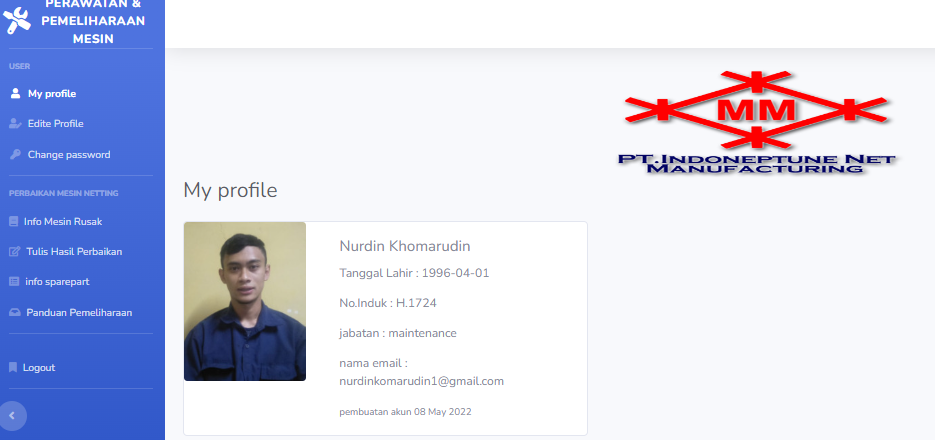 PERAWATAN &
PEMELIHARAAN
MESIN
USER
My profile
Edite Profile
Change password
PERBAIKAN MESIN NETTING
Info Mesin Rusak
Tulis Hasil Perbaikan
info sparepart
Panduan Pemeliharaan
Logout
MM
PT.INDONEPTUNE NET
MANUFACTURING
My profile
Nurdin Khomarudin
Tanggal Lahir : 1996-04-01
No.Induk : H.1724
jabatan : maintenance
nama email :
nurdinkomarudin1@gmail.com
pembuatan akun 08 May 2022